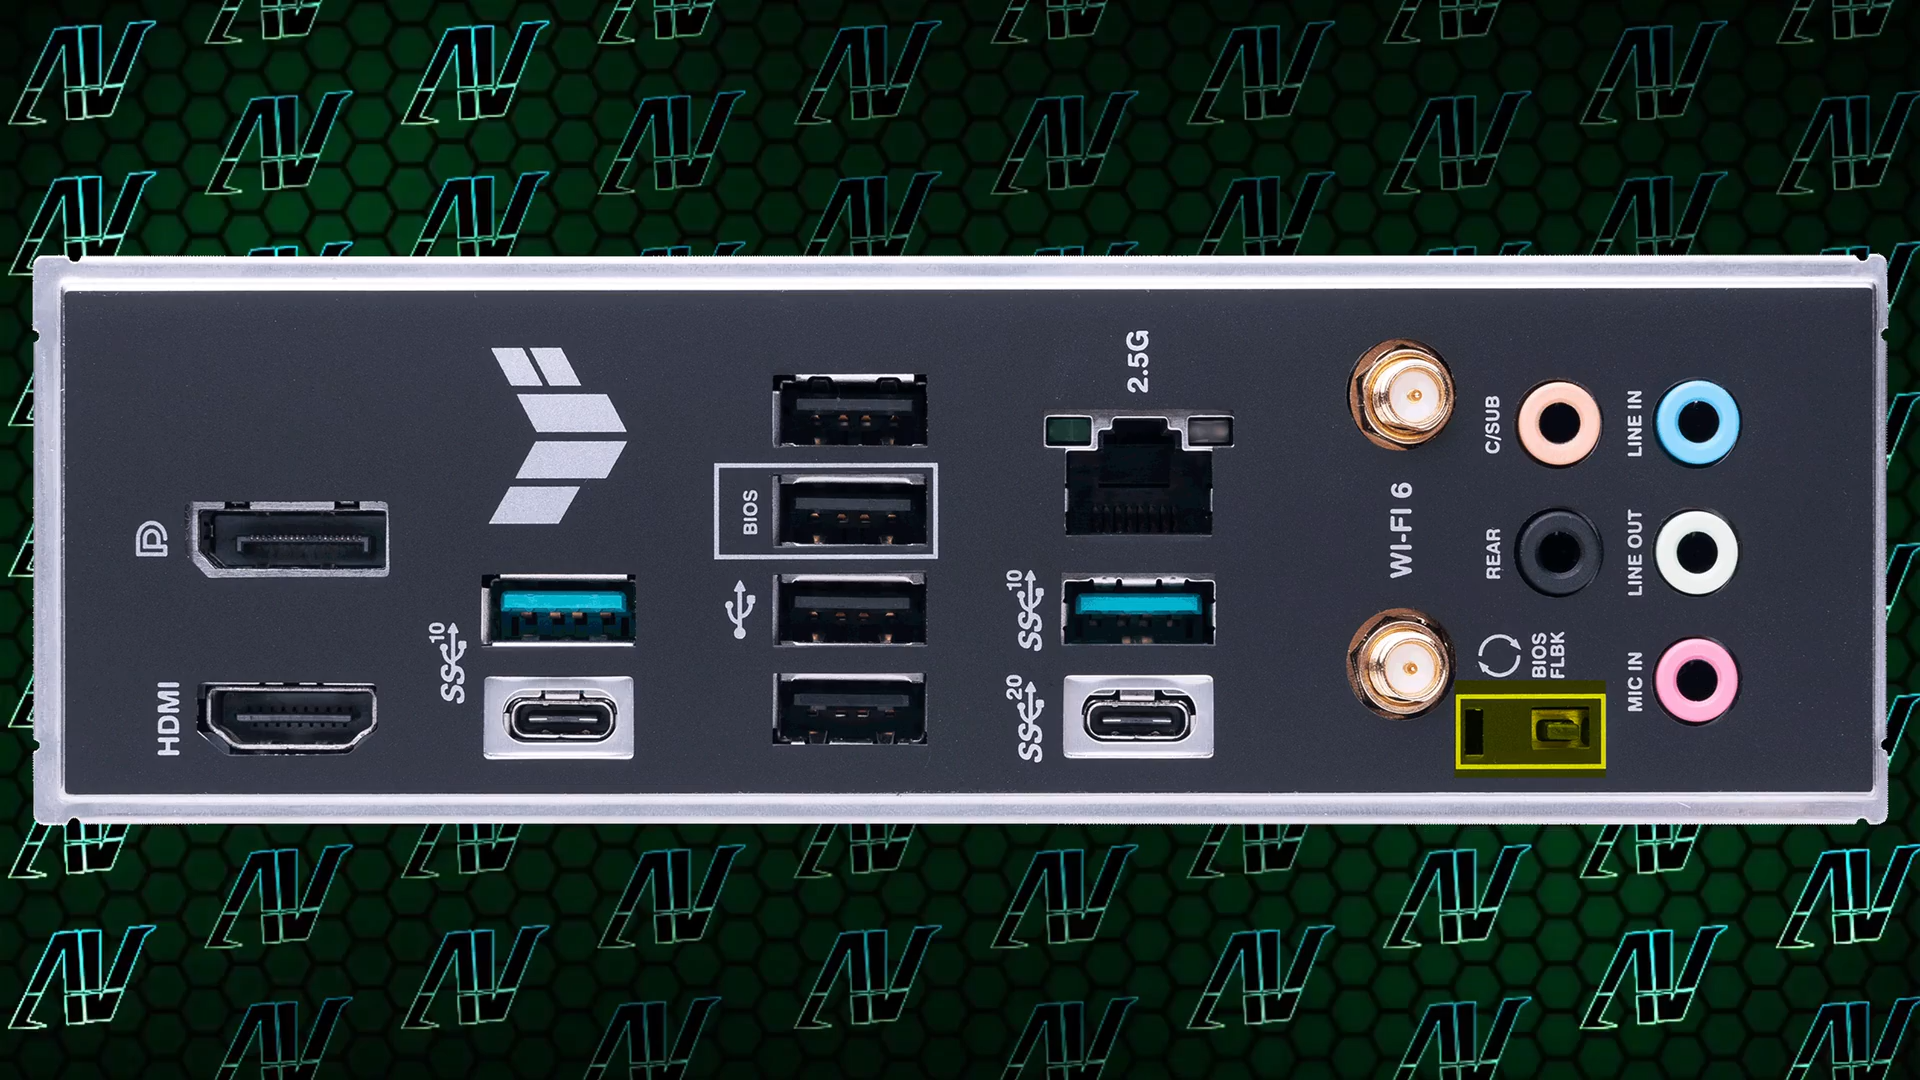 HDMI
SS 10
BIOS
2.5G
SS 10
SS 20
WI-FI 6
C/SUB
LINE IN
REAR
LINE OUT
BIOS
FLBK
MIC IN